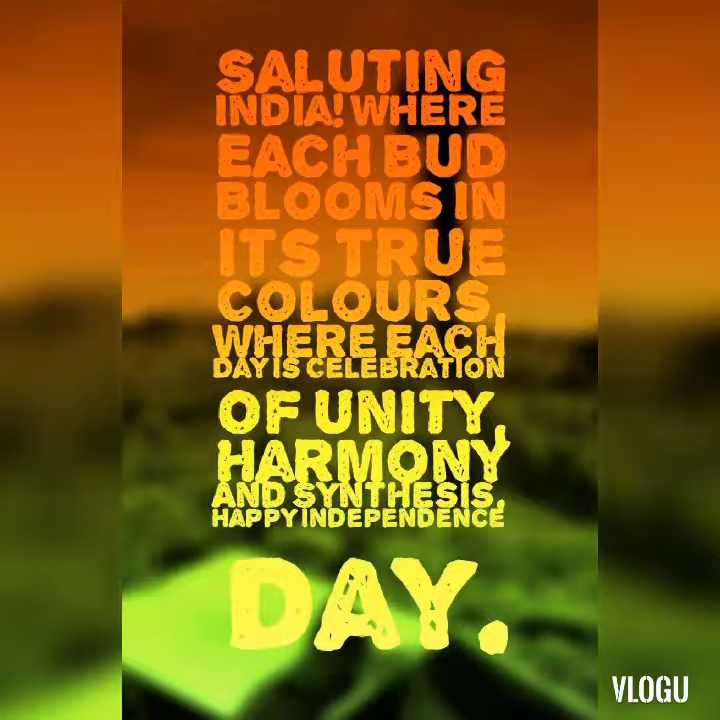 SALUTING
INDIA! WHERE
EACH BUD
BLOOMS IN
ITS TRUE
COLOURS,
WHERE EACH
DAY IS CELEBRATION
OF UNITY,
HARMONY
AND SYNTHESIS,
HAPPY INDEPENDENCE
DAY.
VLOGU